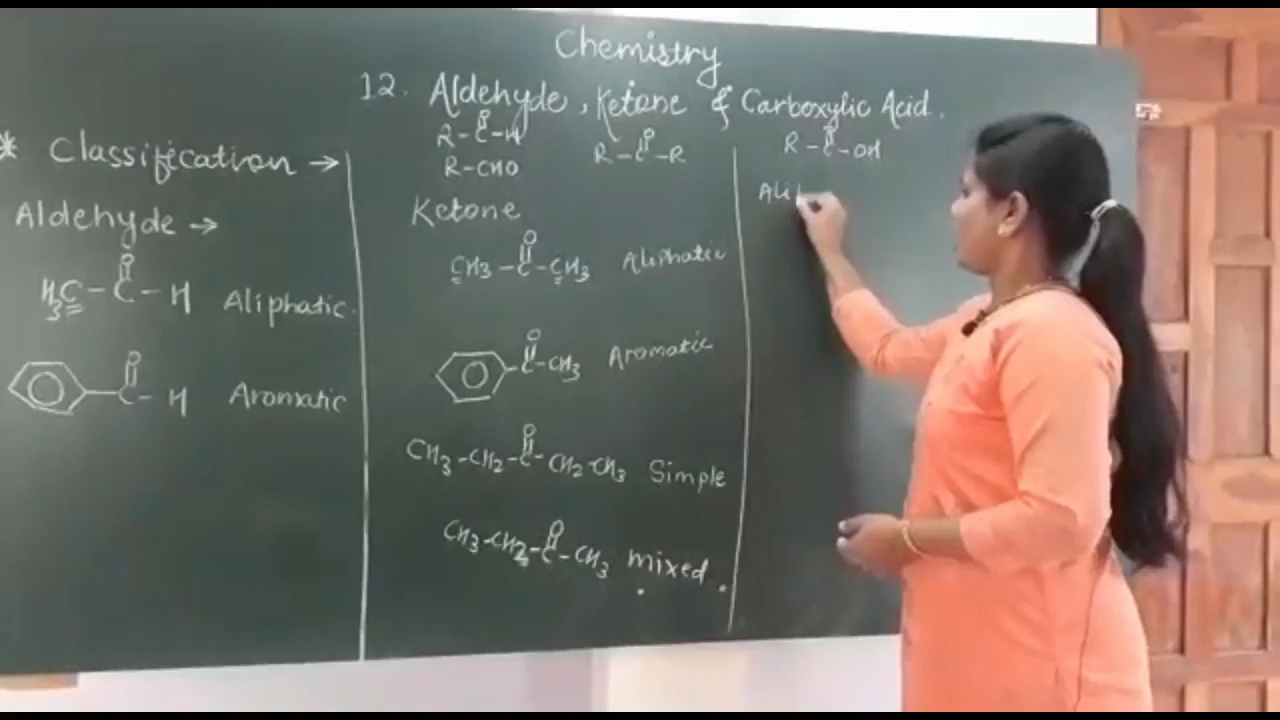 Chemistry
12. Aldehyde, Ketone & Carboxylic Acid.
R-C-H
O
R-CHO
R-C-R
O
R-C-OH
O
* Classification →
Aldehyde →
H3C-C-H Aliphatic.
O
C-H Aromatic
O
Ketone
CH3-C-CH3 Aliphatic
O
C-CH3 Aromatic
O
CH3-CH2-C-CH2-CH3 Simple
O
CH3-CH2-C-CH3 mixed.
O
Ali